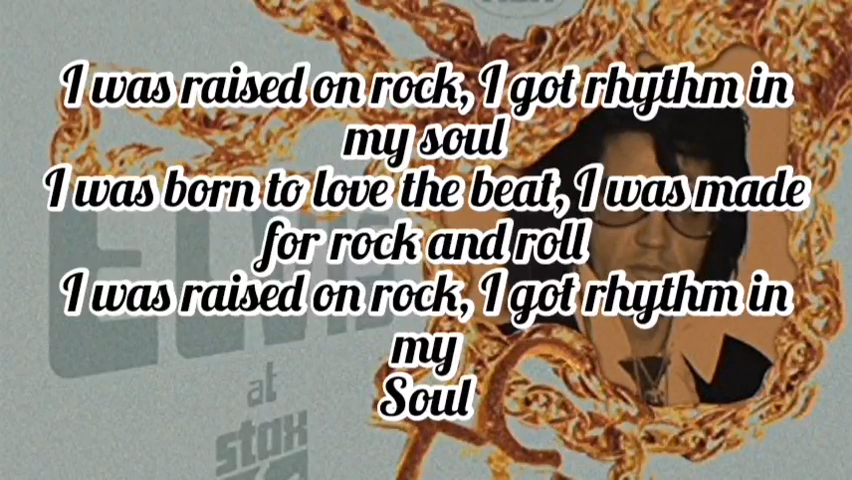 I was raised on rock, I got rhythm in
my soul
I was born to love the beat, I was made
for rock and roll
I was raised on rock, I got rhythm in
my
Soul
ELVIS
at
stax